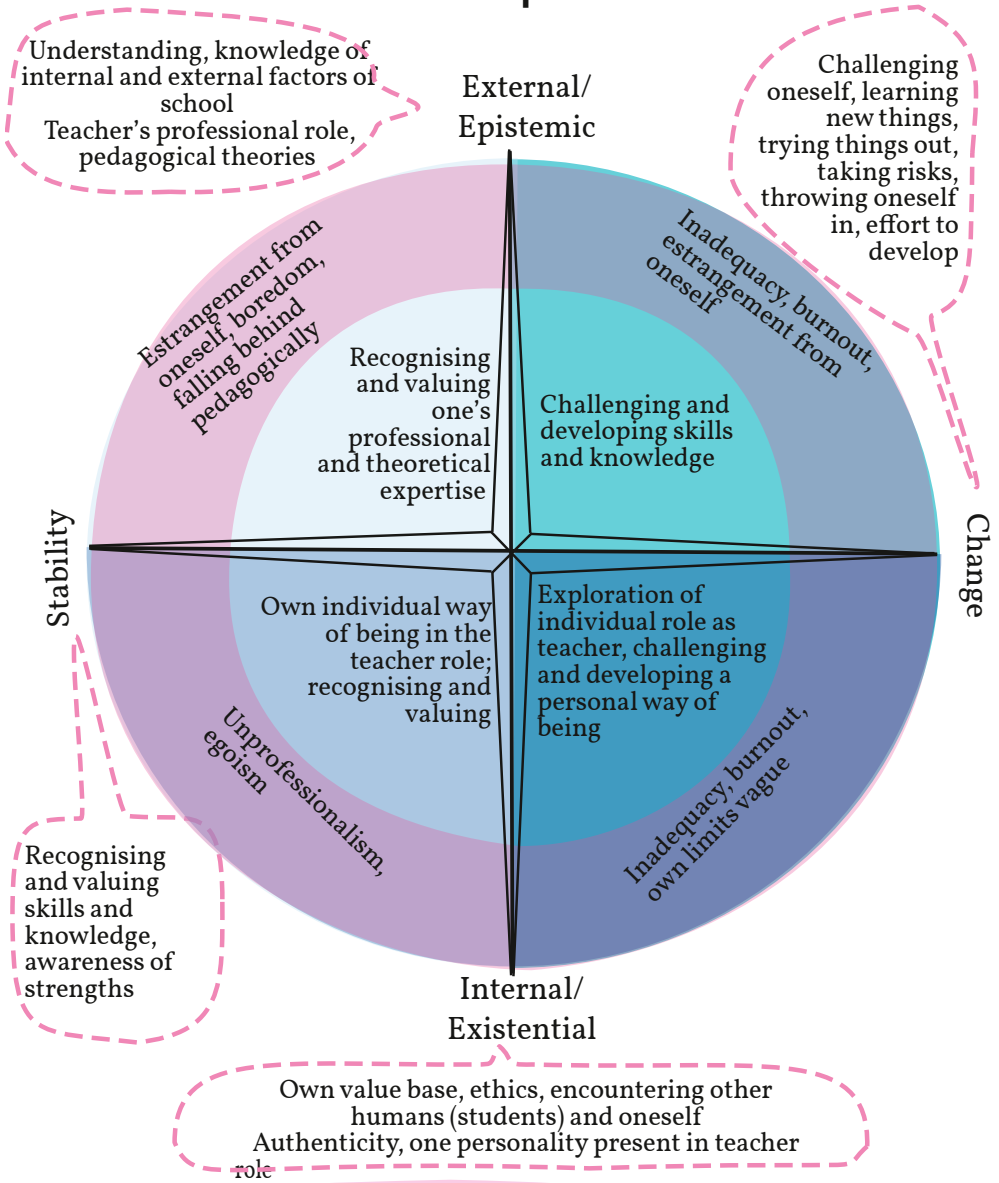 Understanding, knowledge of
internal and external factors of
school
Teacher’s professional role,
pedagogical theories
External/
Epistemic
Challenging
oneself, learning
new things,
trying things out,
taking risks,
throwing oneself
in, effort to
develop
Estrangement from
oneself, boredom,
falling behind
pedagogically
Inadequacy, burnout,
estrangement from
oneself
Recognising
and valuing
one’s
professional
and theoretical
expertise
Challenging and
developing skills
and knowledge
Stability
Change
Own individual way
of being in the
teacher role;
recognising and
valuing
Exploration of
individual role as
teacher, challenging
and developing a
personal way of
being
Unprofessionalism,
egoism
Inadequacy, burnout,
own limits vague
Recognising
and valuing
skills and
knowledge,
awareness of
strengths
Internal/
Existential
Own value base, ethics, encountering other
humans (students) and oneself
Authenticity, one personality present in teacher
role